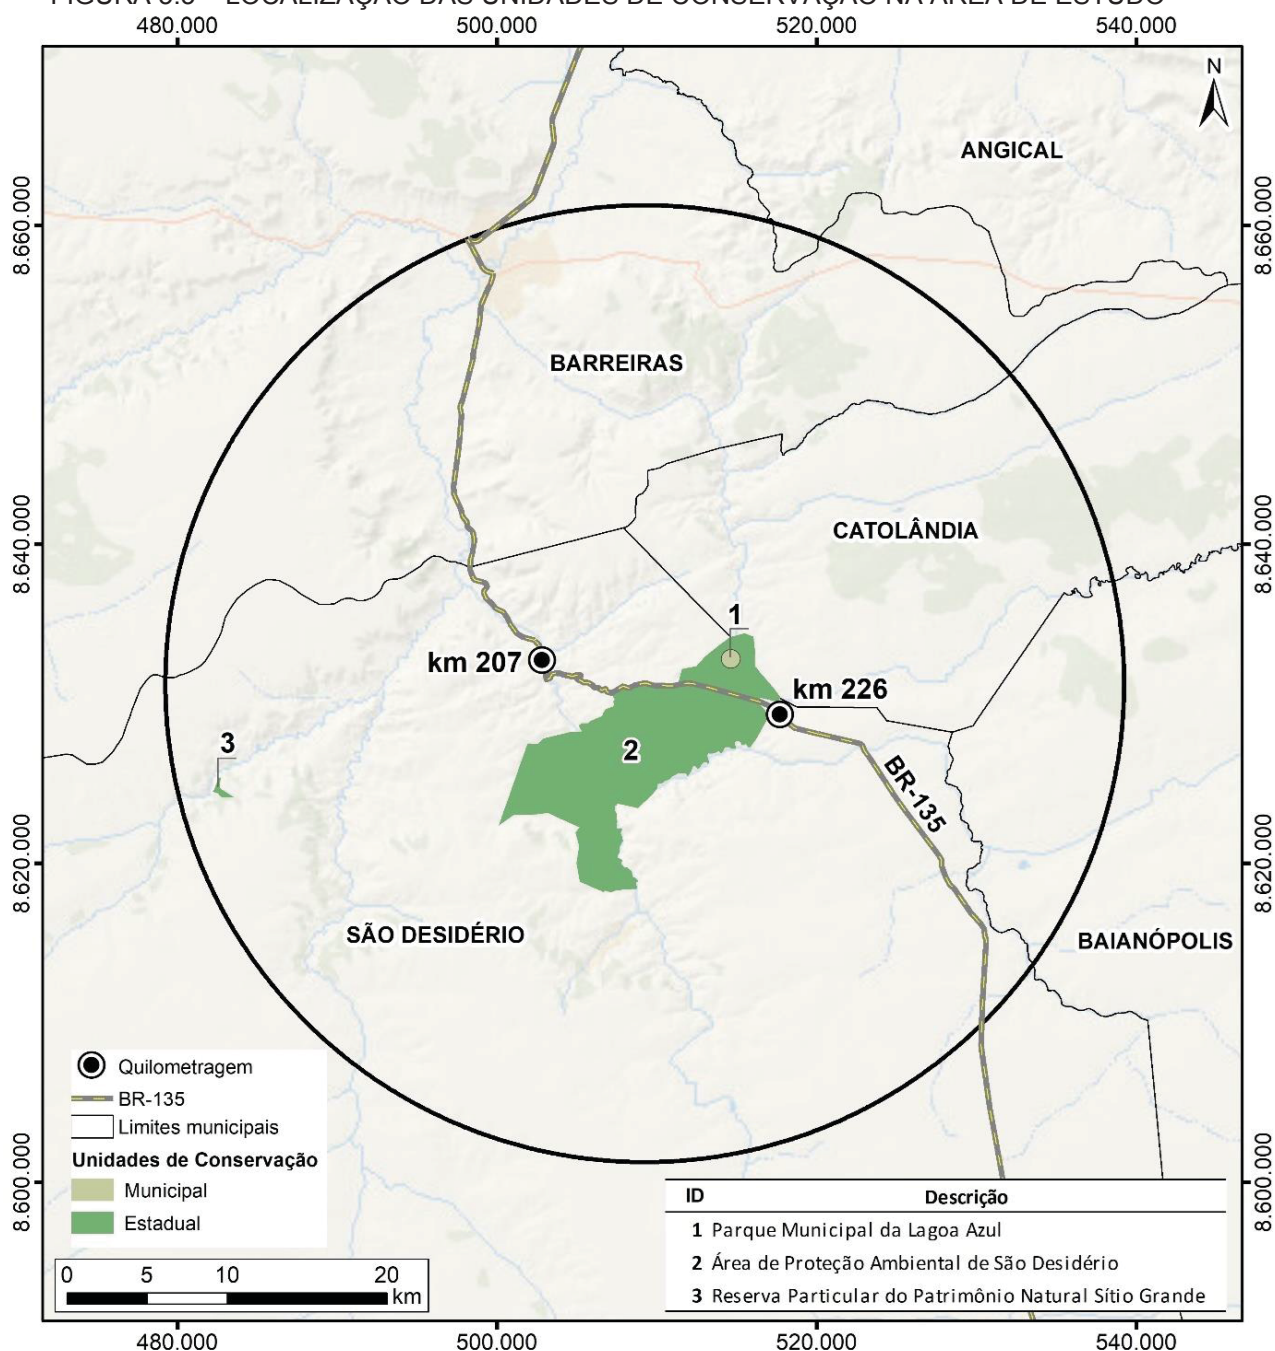 480.000 500.000 520.000 540.000
N
ANGICAL
8.660.000 8.660.000
BARREIRAS
8.640.000 8.640.000
CATOLÂNDIA
1
km 207
km 226
3
2
BR-135
8.620.000 8.620.000
SÃO DESIDÉRIO
BAIANÓPOLIS
Quilometragem
BR-135
Limites municipais
Unidades de Conservação
Municipal
Estadual
8.600.000 8.600.000
ID Descrição
1 Parque Municipal da Lagoa Azul
2 Área de Proteção Ambiental de São Desidério
3 Reserva Particular do Patrimônio Natural Sítio Grande
0 5 10 20
km
480.000 500.000 520.000 540.000